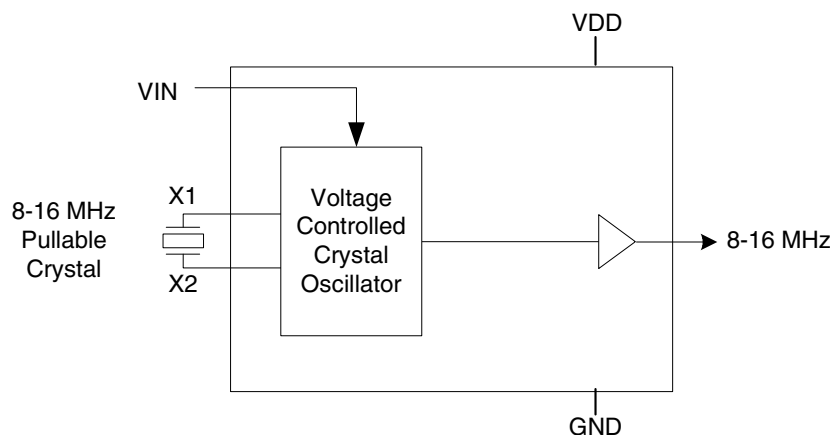 VDD
VIN
X1
8-16 MHz
Pullable
Crystal
X2
Voltage
Controlled
Crystal
Oscillator
8-16 MHz
GND